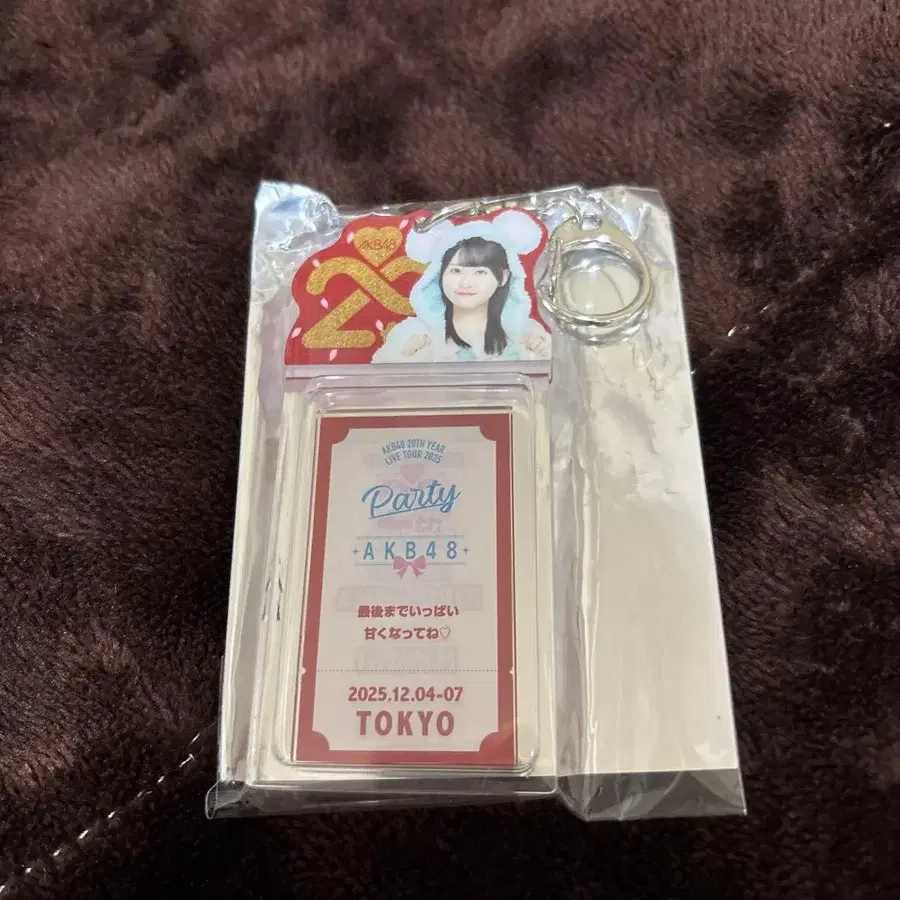 AKB48
20
AKB48 20TH YEAR
LIVE TOUR 2025
Party
AKB48
最後までいっぱい
甘くなってね♡
2025.12.04-07
TOKYO